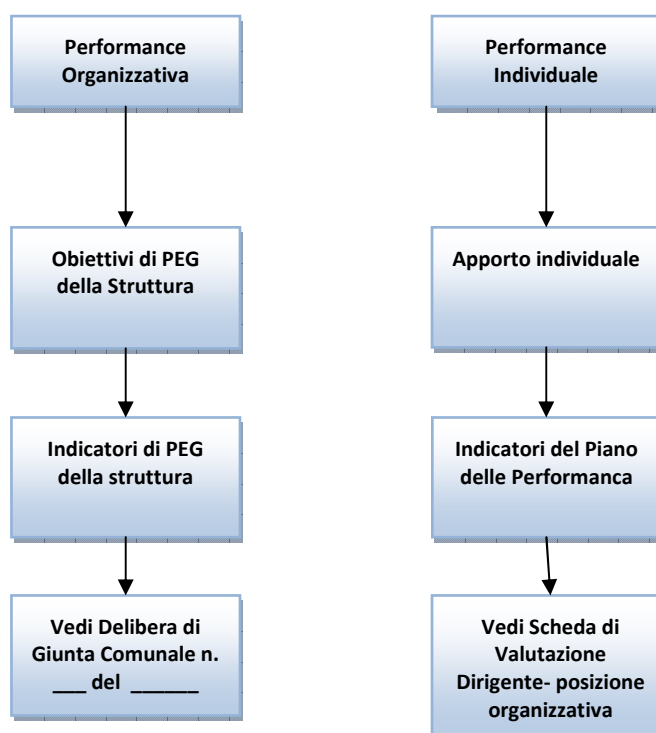 Performance
Organizzativa
Obiettivi di PEG
della Struttura
Indicatori di PEG
della struttura
Vedi Delibera di
Giunta Comunale n.
___ del ______
Performance
Individuale
Apporto individuale
Indicatori del Piano
delle Performanca
Vedi Scheda di
Valutazione
Dirigente- posizione
organizzativa